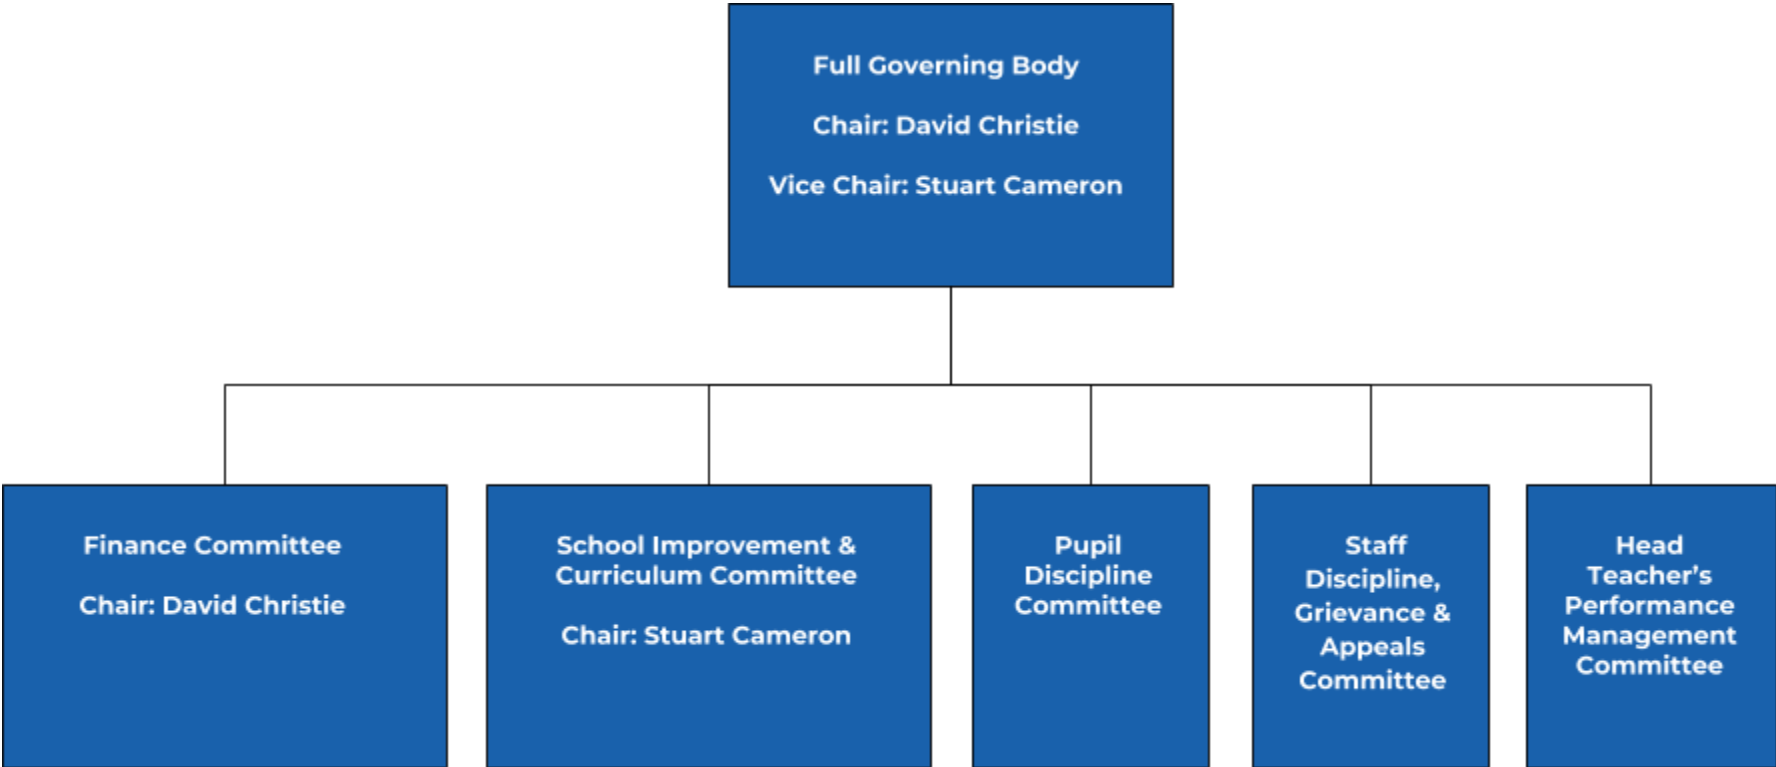 Full Governing Body
Chair: David Christie
Vice Chair: Stuart Cameron
Finance Committee
Chair: David Christie
School Improvement &
Curriculum Committee
Chair: Stuart Cameron
Pupil
Discipline
Committee
Staff
Discipline,
Grievance &
Appeals
Committee
Head
Teacher’s
Performance
Management
Committee